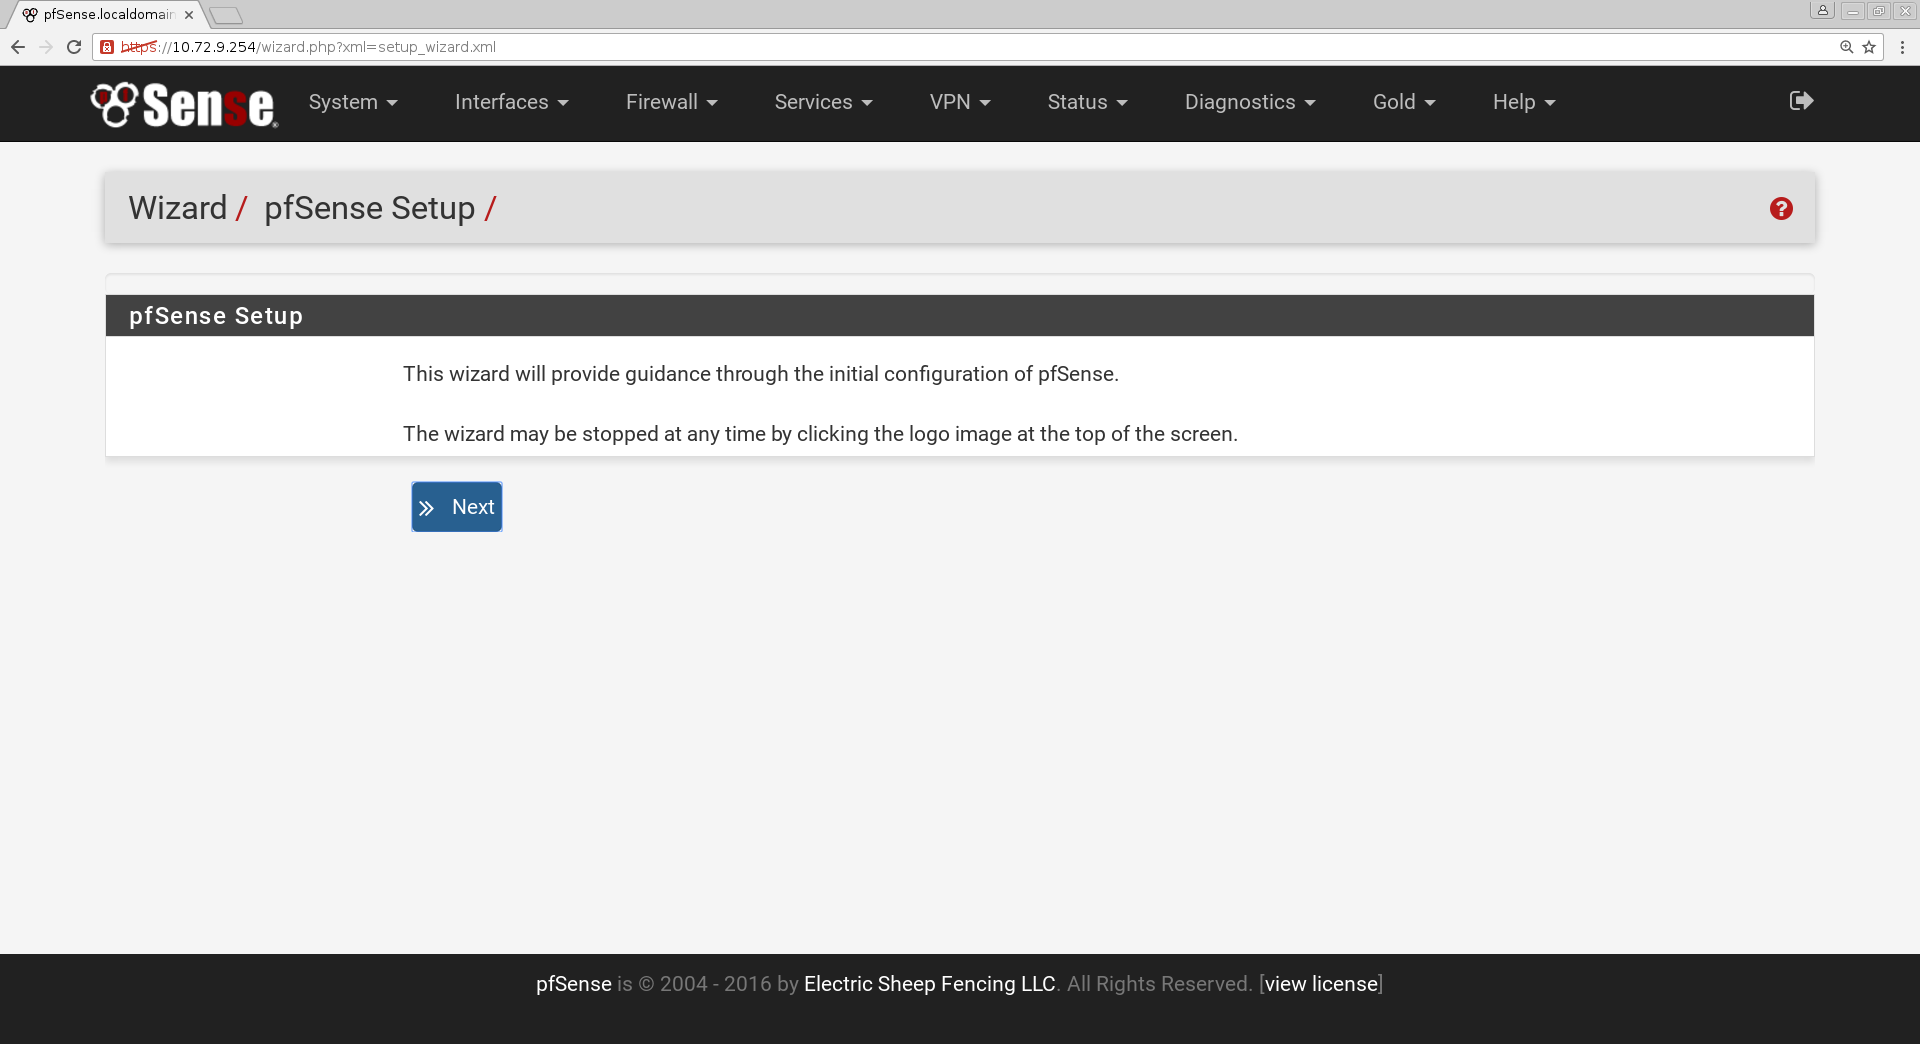 pfSense.localdomain
https://10.72.9.254/wizard.php?xml=setup_wizard.xml
Sense
System Interfaces Firewall Services VPN Status Diagnostics Gold Help
Wizard / pfSense Setup /
pfSense Setup
This wizard will provide guidance through the initial configuration of pfSense.
The wizard may be stopped at any time by clicking the logo image at the top of the screen.
Next
pfSense is © 2004 - 2016 by Electric Sheep Fencing LLC. All Rights Reserved. [view license]